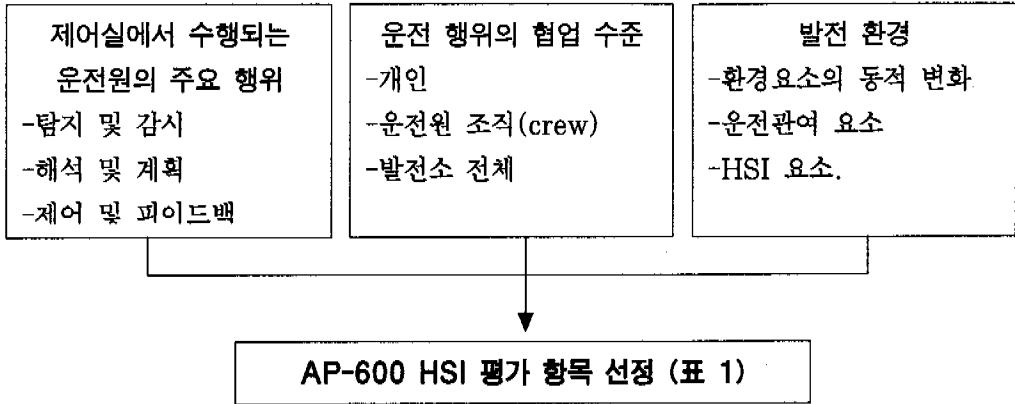 제어실에서 수행되는
운전원의 주요 행위
-탐지 및 감시
-해석 및 계획
-제어 및 피이드백
운전 행위의 협업 수준
-개인
-운전원 조직(crew)
-발전소 전체
발전 환경
-환경요소의 동적 변화
-운전관여 요소
-HSI 요소.
AP-600 HSI 평가 항목 선정 (표 1)